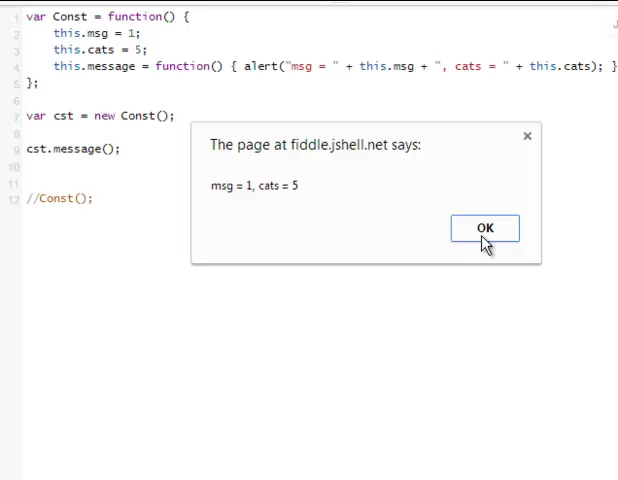 1 var Const = function() {
2 this.msg = 1;
3 this.cats = 5;
4 this.message = function() { alert("msg = " + this.msg + ", cats = " + this.cats); }
5 };
6
7 var cst = new Const();
8
9 cst.message();
10
11
12 //Const();
The page at fiddle.jshell.net says:
×
msg = 1, cats = 5
OK
J